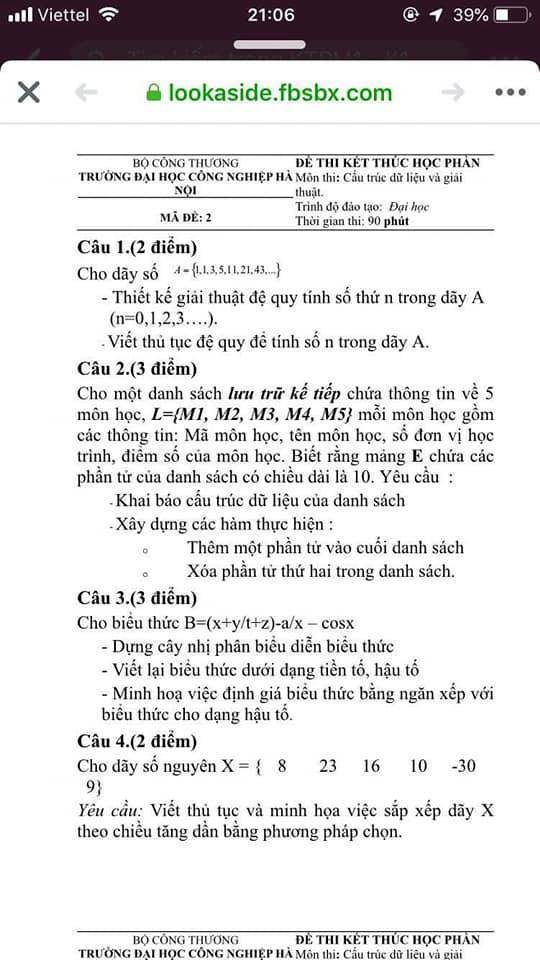 Viettel 21:06 39%
lookaside.fbsbx.com
BỘ CÔNG THƯƠNG
TRƯỜNG ĐẠI HỌC CÔNG NGHIỆP HÀ
NỘI
MÃ ĐỀ: 2
ĐỀ THI KẾT THÚC HỌC PHẦN
Môn thi: Cấu trúc dữ liệu và giải
thuật.
Trình độ đào tạo: Đại học
Thời gian thi: 90 phút
Câu 1.(2 điểm)
Cho dãy số A = {1,1,3,5,11,21,43,...}
- Thiết kế giải thuật đệ quy tính số thứ n trong dãy A
(n=0,1,2,3….).
- Viết thủ tục đệ quy để tính số n trong dãy A.
Câu 2.(3 điểm)
Cho một danh sách lưu trữ kế tiếp chứa thông tin về 5
môn học, L={M1, M2, M3, M4, M5} mỗi môn học gồm
các thông tin: Mã môn học, tên môn học, số đơn vị học
trình, điểm số của môn học. Biết rằng mảng E chứa các
phần tử của danh sách có chiều dài là 10. Yêu cầu :
- Khai báo cấu trúc dữ liệu của danh sách
- Xây dựng các hàm thực hiện :
o Thêm một phần tử vào cuối danh sách
o Xóa phần tử thứ hai trong danh sách.
Câu 3.(3 điểm)
Cho biểu thức B=(x+y/t+z)-a/x – cosx
- Dựng cây nhị phân biểu diễn biểu thức
- Viết lại biểu thức dưới dạng tiền tố, hậu tố
- Minh hoạ việc định giá biểu thức bằng ngăn xếp với
biểu thức cho dạng hậu tố.
Câu 4.(2 điểm)
Cho dãy số nguyên X = { 8 23 16 10 -30
9}
Yêu cầu: Viết thủ tục và minh họa việc sắp xếp dãy X
theo chiều tăng dần bằng phương pháp chọn.
BỘ CÔNG THƯƠNG
TRƯỜNG ĐẠI HỌC CÔNG NGHIỆP HÀ
ĐỀ THI KẾT THÚC HỌC PHẦN
Môn thi: Cấu trúc dữ liệu và giải